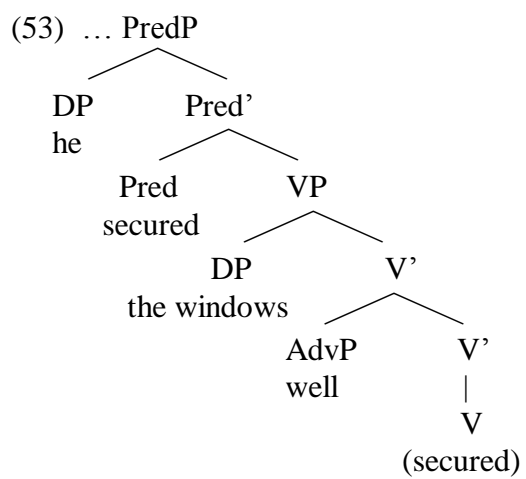 (53) … PredP
DP Pred’
he
Pred VP
secured
DP V’
the windows
AdvP V’
well
V
(secured)